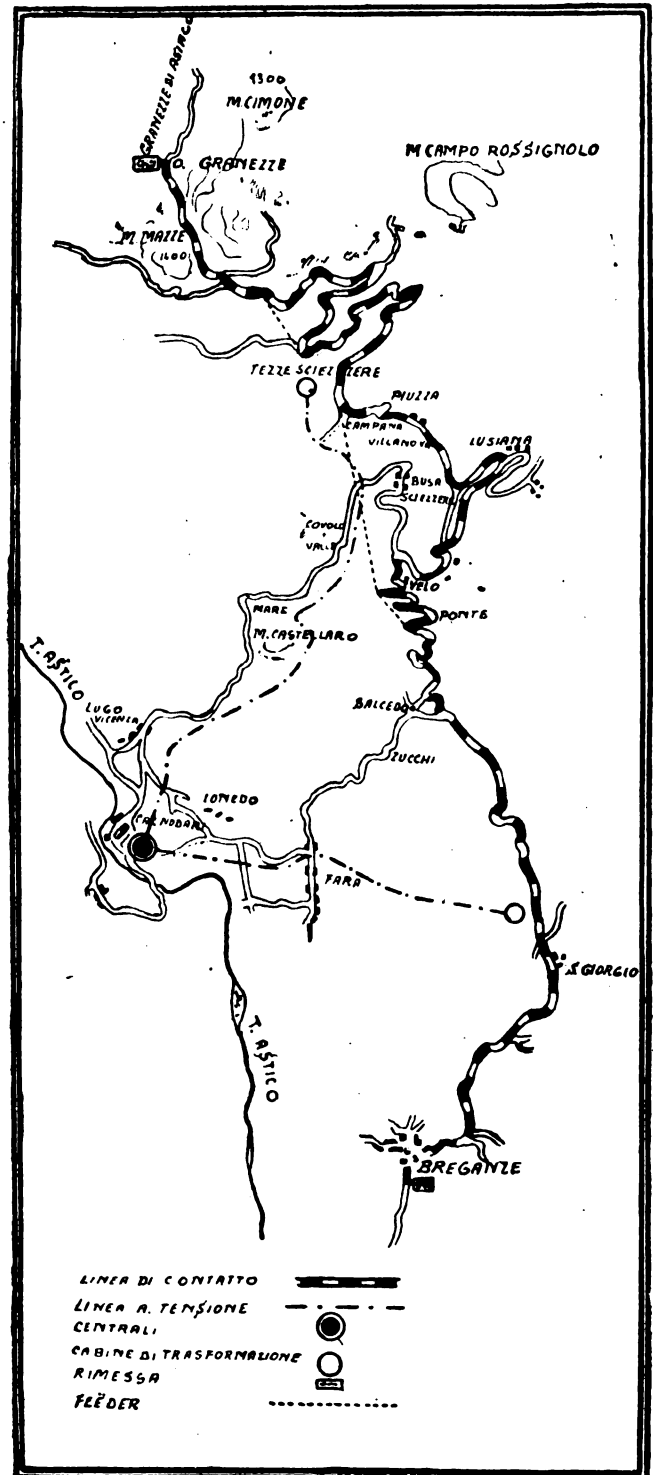 GRANEZZE DI ASIAGO
1300
M. CIMONE
M CAMPO ROSSIGNOLO
O. GRANEZZE
M. MAZZE
1400
TEZZE SCIEZZERE
PIUZZA
CAMPANA
VILLANOVA
LUSIANA
BUSA
SCIEZZERE
COVOLO
VALLE
VELO
MARE
PONTE
M. CASTELLARO
T. ASTICO
LUGO
VICENZA
BALCEDO
ZUCCHI
LONEDO
FARA
S. GIORGIO
T. ASTICO
BREGANZE
LINEA DI CONTATTO
LINEA A. TENSIONE
CENTRALI
CABINE DI TRASFORMAZIONE
RIMESSA
FLËDER